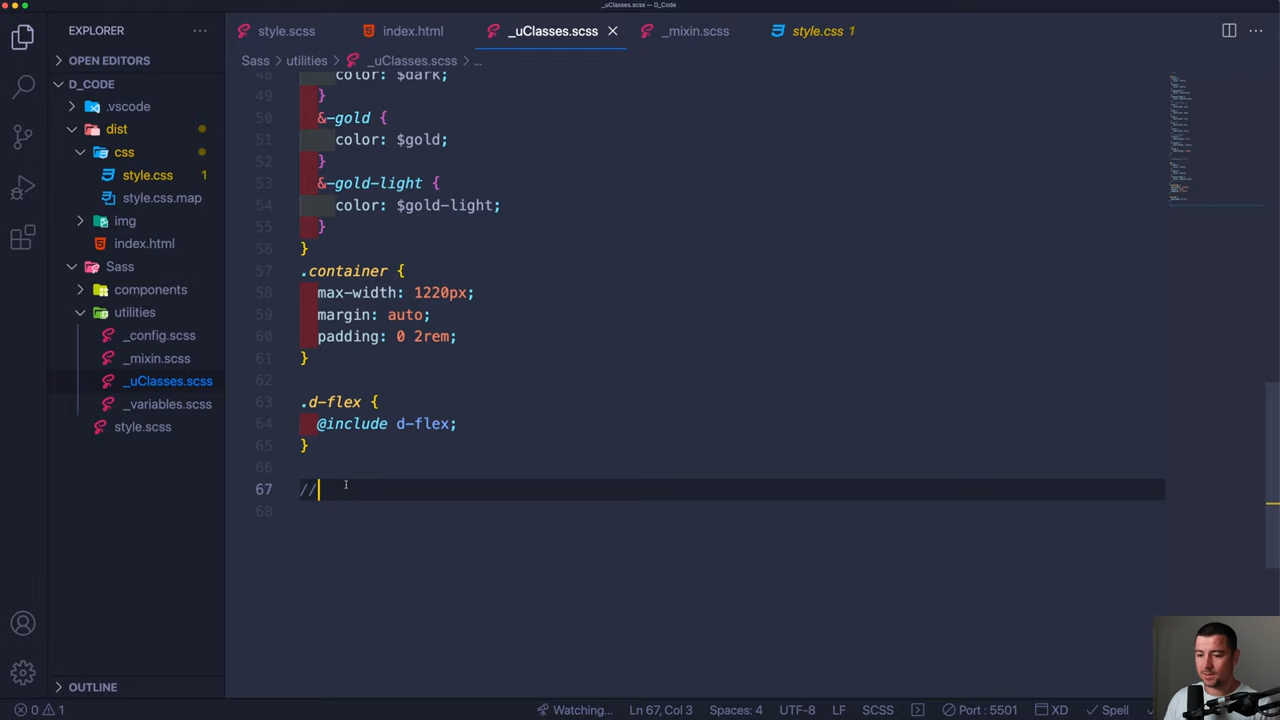 _uClasses.scss — D_Code
EXPLORER ···
style.scss
index.html
_uClasses.scss ×
_mixin.scss
style.css 1
···
OPEN EDITORS
Sass > utilities > _uClasses.scss > ...
D_CODE
.vscode
dist
css
style.css 1
style.css.map
img
index.html
Sass
components
utilities
_config.scss
_mixin.scss
_uClasses.scss
_variables.scss
style.scss
OUTLINE
48 color: $dark;
49 }
50 &-gold {
51 color: $gold;
52 }
53 &-gold-light {
54 color: $gold-light;
55 }
56 }
57 .container {
58 max-width: 1220px;
59 margin: auto;
60 padding: 0 2rem;
61 }
62
63 .d-flex {
64 @include d-flex;
65 }
66
67 //
68
0 1 Watching... Ln 67, Col 3 Spaces: 4 UTF-8 LF SCSS Port : 5501 XD Spell